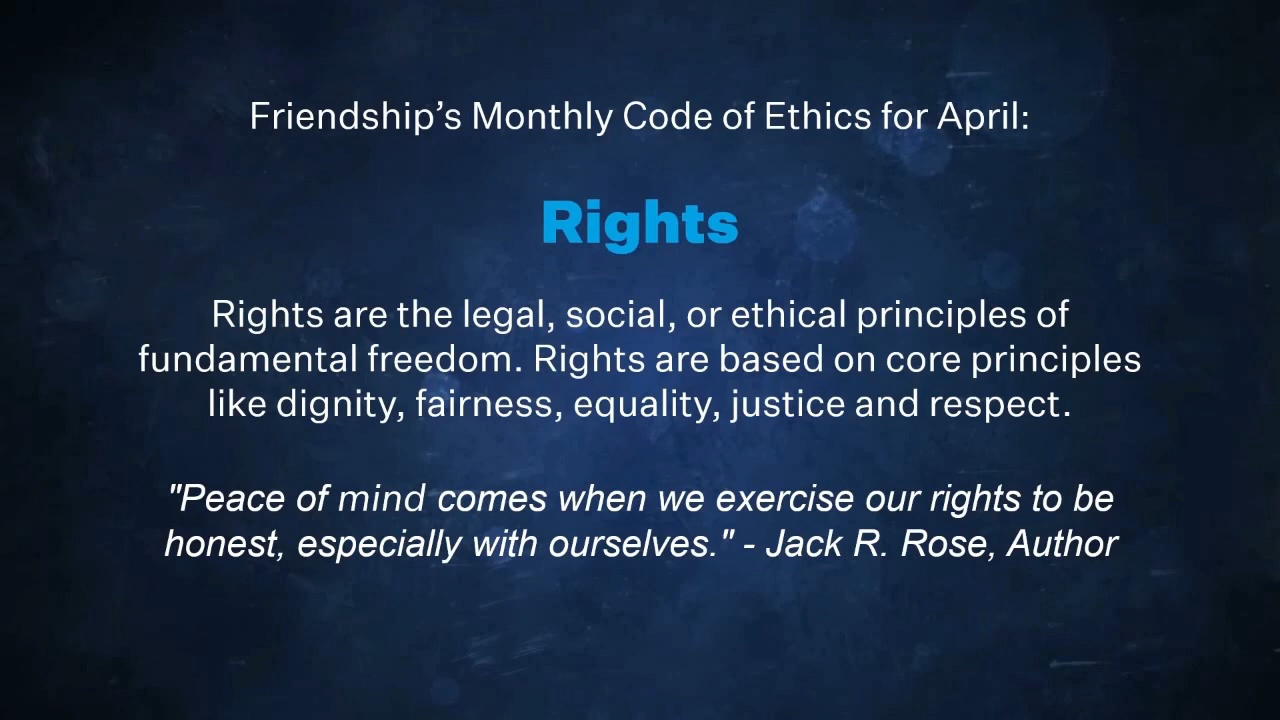 Friendship’s Monthly Code of Ethics for April:
Rights
Rights are the legal, social, or ethical principles of
fundamental freedom. Rights are based on core principles
like dignity, fairness, equality, justice and respect.
"Peace of mind comes when we exercise our rights to be
honest, especially with ourselves." - Jack R. Rose, Author